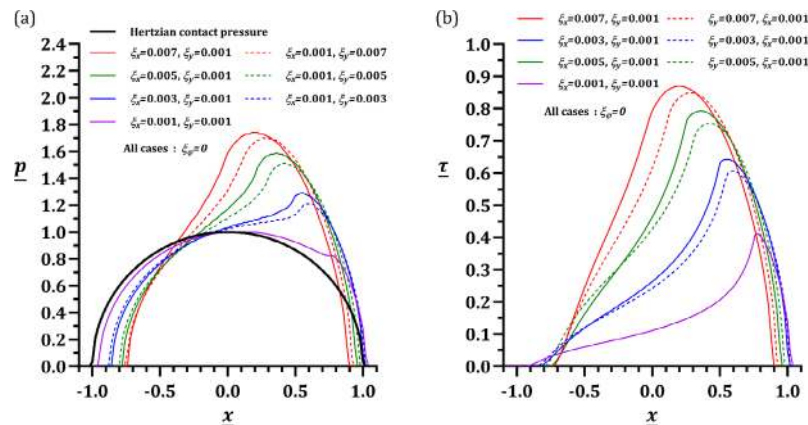 (a)
Hertzian contact pressure
ξx=0.007, ξy=0.001
ξx=0.001, ξy=0.007
ξx=0.005, ξy=0.001
ξx=0.001, ξy=0.005
ξx=0.003, ξy=0.001
ξx=0.001, ξy=0.003
ξx=0.001, ξy=0.001
All cases : ξφ=0
p
2.4
2.2
2.0
1.8
1.6
1.4
1.2
1.0
0.8
0.6
0.4
0.2
0.0
-1.0
-0.5
0.0
0.5
1.0
x
(b)
ξx=0.007, ξy=0.001
ξy=0.007, ξx=0.001
ξx=0.003, ξy=0.001
ξy=0.003, ξx=0.001
ξx=0.005, ξy=0.001
ξy=0.005, ξx=0.001
ξx=0.001, ξy=0.001
All cases : ξφ=0
τ
1.0
0.9
0.8
0.7
0.6
0.5
0.4
0.3
0.2
0.1
0.0
-1.0
-0.5
0.0
0.5
1.0
x